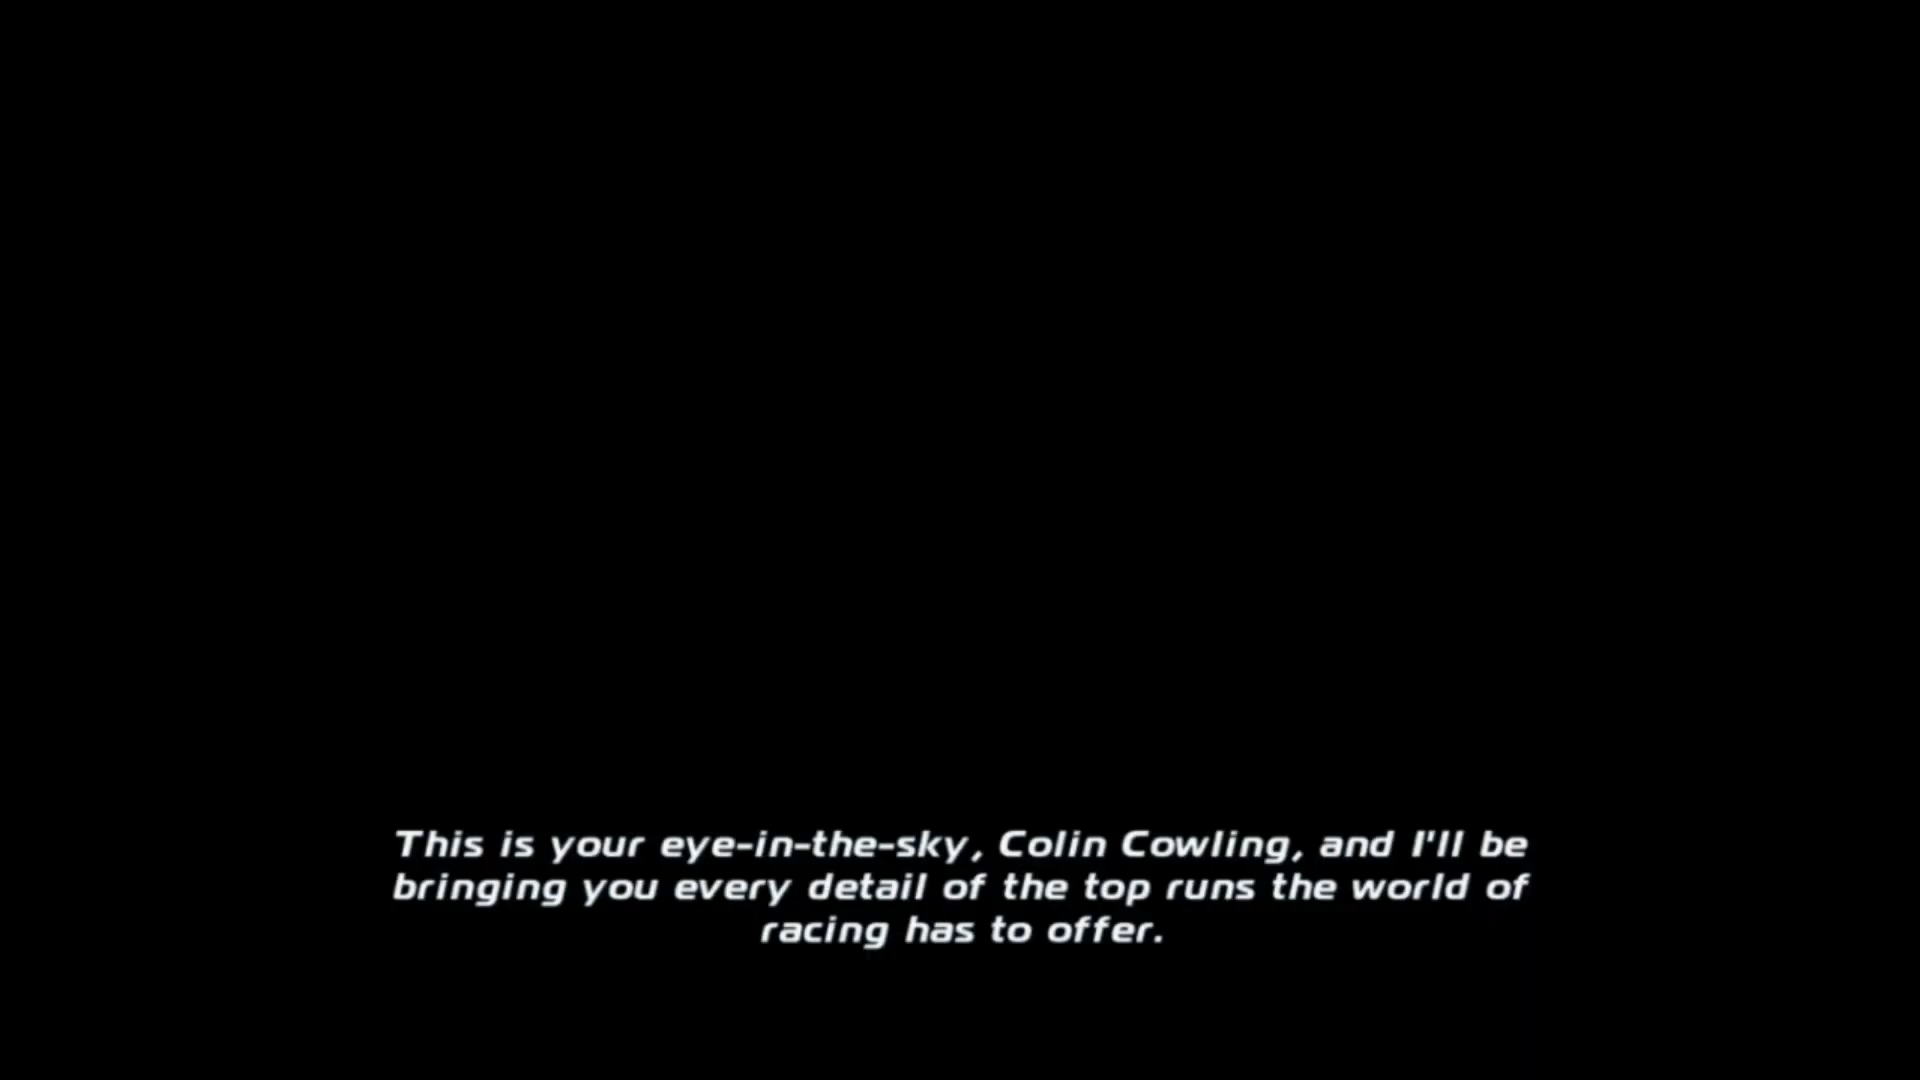 This is your eye-in-the-sky, Colin Cowling, and I'll be
bringing you every detail of the top runs the world of
racing has to offer.